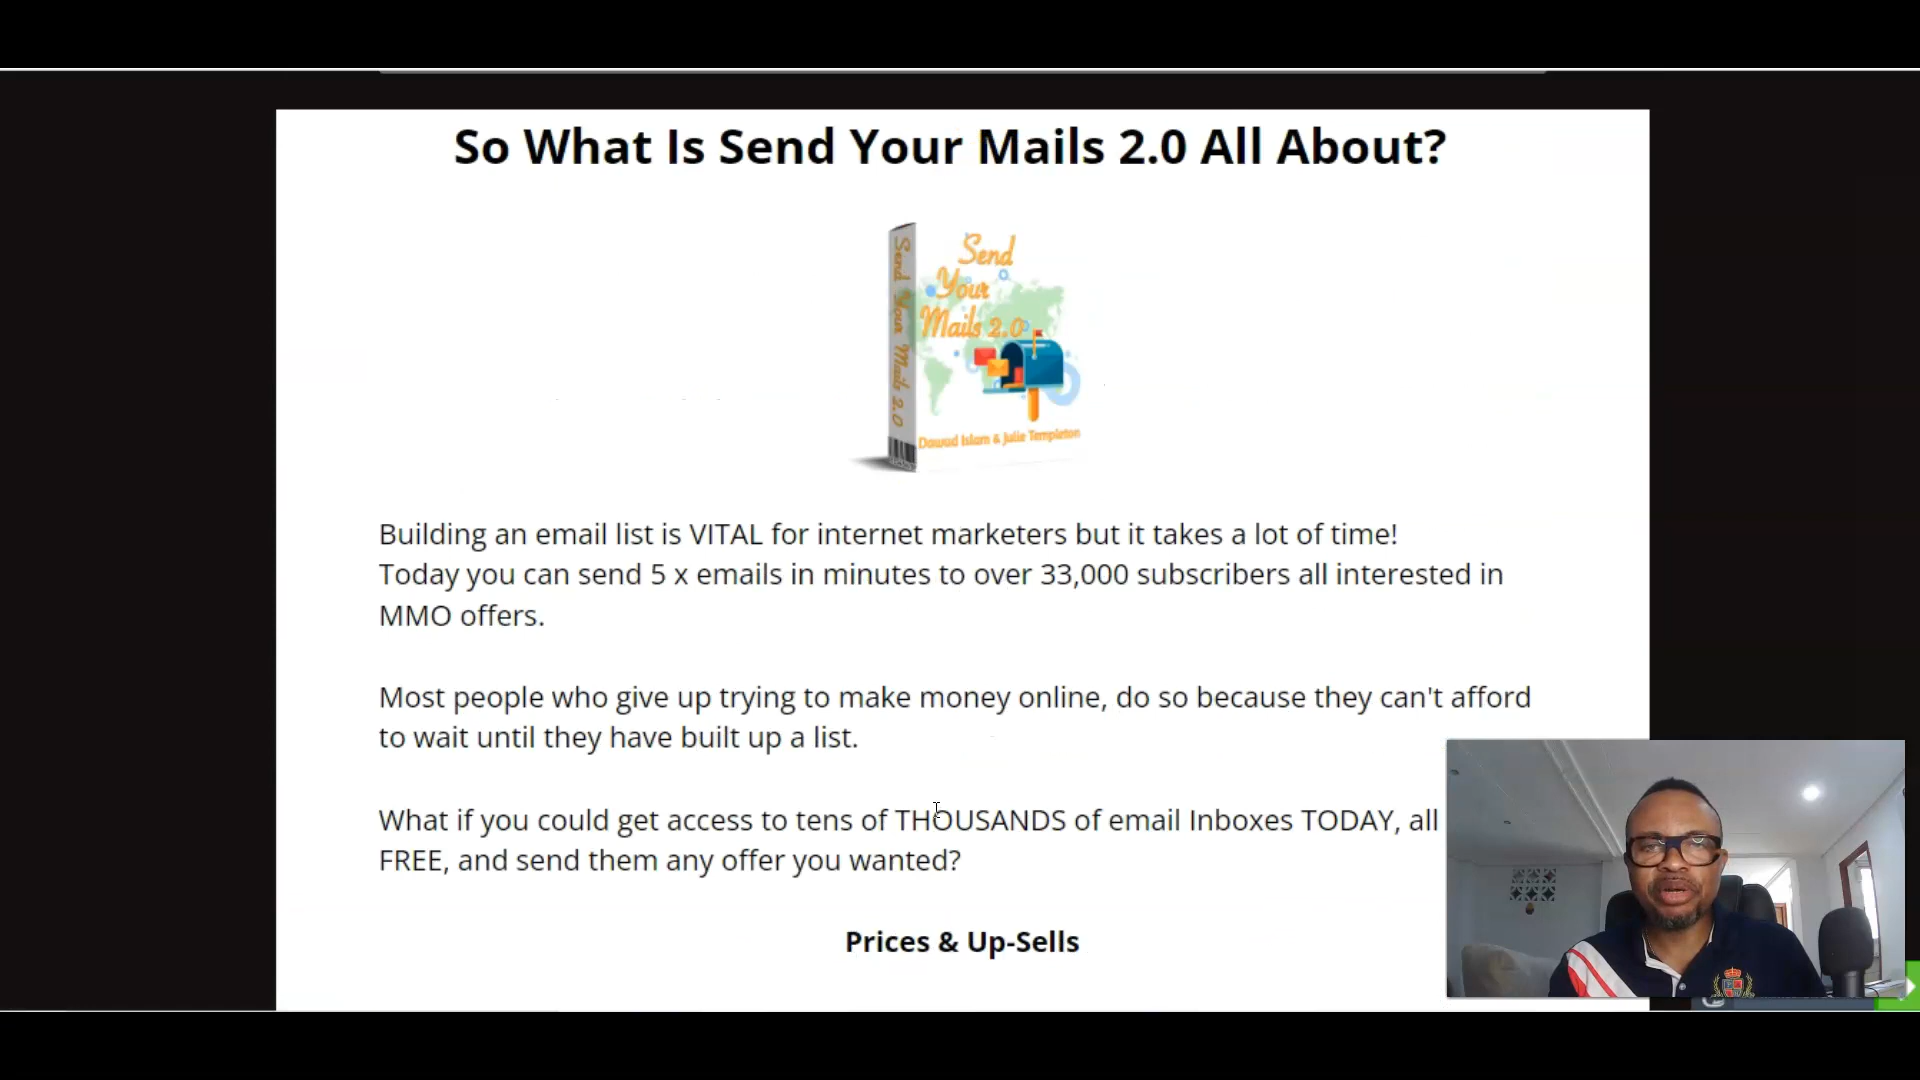 So What Is Send Your Mails 2.0 All About?
Send Your Mails 2.0
Send
Your
Mails 2.0
Dawud Islam & Julie Templeton
Building an email list is VITAL for internet marketers but it takes a lot of time!
Today you can send 5 x emails in minutes to over 33,000 subscribers all interested in
MMO offers.
Most people who give up trying to make money online, do so because they can't afford
to wait until they have built up a list.
What if you could get access to tens of THOUSANDS of email Inboxes TODAY, all
FREE, and send them any offer you wanted?
Prices & Up-Sells